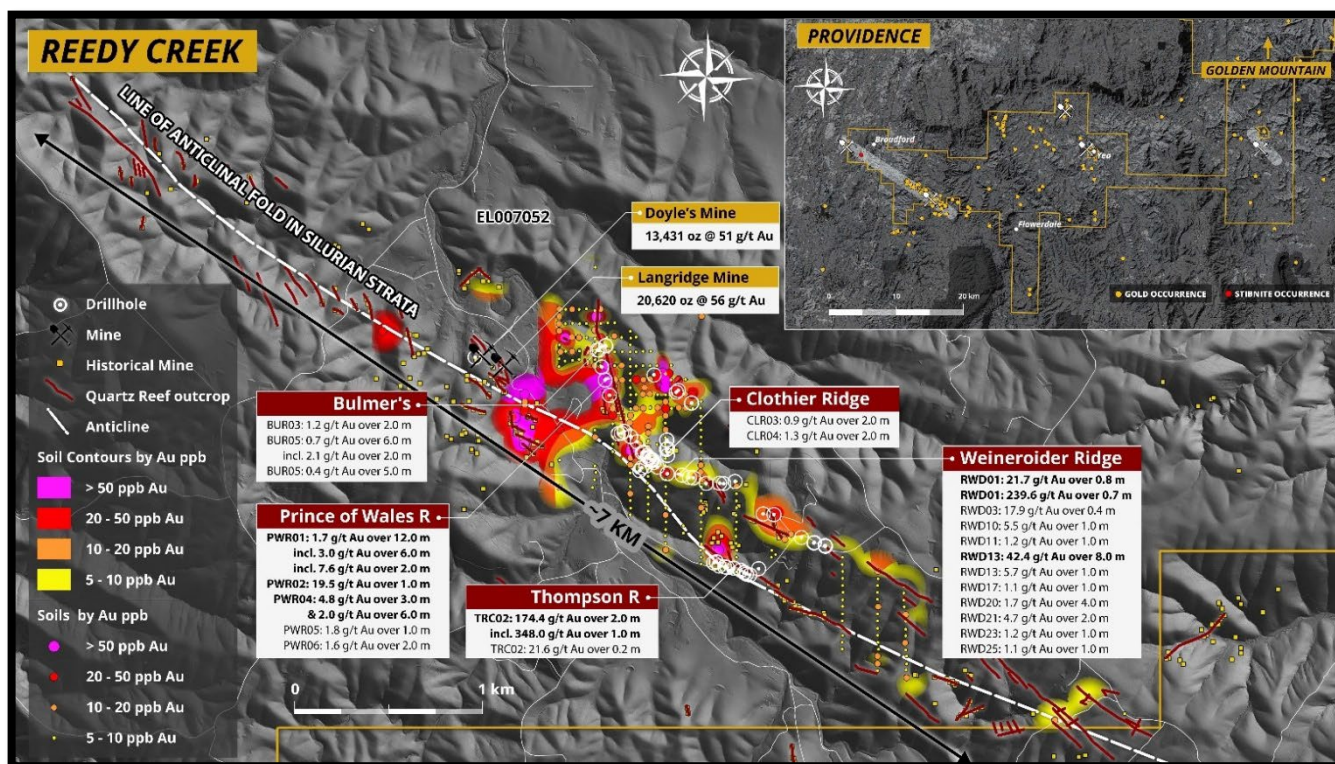 REEDY CREEK
PROVIDENCE
GOLDEN MOUNTAIN
Broadford
Yea
Flowerdale
0 10 20 km
GOLD OCCURRENCE
STIBNITE OCCURRENCE
LINE OF ANTICLINAL FOLD IN SILURIAN STRATA
EL007052
Doyle's Mine
13,431 oz @ 51 g/t Au
Langridge Mine
20,620 oz @ 56 g/t Au
Drillhole
Mine
Historical Mine
Quartz Reef outcrop
Anticline
Soil Contours by Au ppb
> 50 ppb Au
20 - 50 ppb Au
10 - 20 ppb Au
5 - 10 ppb Au
Soils by Au ppb
> 50 ppb Au
20 - 50 ppb Au
10 - 20 ppb Au
5 - 10 ppb Au
Bulmer's
BUR03: 1.2 g/t Au over 2.0 m
BUR05: 0.7 g/t Au over 6.0 m
incl. 2.1 g/t Au over 2.0 m
BUR05: 0.4 g/t Au over 5.0 m
Clothier Ridge
CLR03: 0.9 g/t Au over 2.0 m
CLR04: 1.3 g/t Au over 2.0 m
Weineroider Ridge
RWD01: 21.7 g/t Au over 0.8 m
RWD01: 239.6 g/t Au over 0.7 m
RWD03: 17.9 g/t Au over 0.4 m
RWD10: 5.5 g/t Au over 1.0 m
RWD11: 1.2 g/t Au over 1.0 m
RWD13: 42.4 g/t Au over 8.0 m
RWD13: 5.7 g/t Au over 1.0 m
RWD17: 1.1 g/t Au over 1.0 m
RWD20: 1.7 g/t Au over 4.0 m
RWD21: 4.7 g/t Au over 2.0 m
RWD23: 1.2 g/t Au over 1.0 m
RWD25: 1.1 g/t Au over 1.0 m
Prince of Wales R
PWR01: 1.7 g/t Au over 12.0 m
incl. 3.0 g/t Au over 6.0 m
incl. 7.6 g/t Au over 2.0 m
PWR02: 19.5 g/t Au over 1.0 m
PWR04: 4.8 g/t Au over 3.0 m
& 2.0 g/t Au over 6.0 m
PWR05: 1.8 g/t Au over 1.0 m
PWR06: 1.6 g/t Au over 2.0 m
~7 KM
Thompson R
TRC02: 174.4 g/t Au over 2.0 m
incl. 348.0 g/t Au over 1.0 m
TRC02: 21.6 g/t Au over 0.2 m
0 1 km